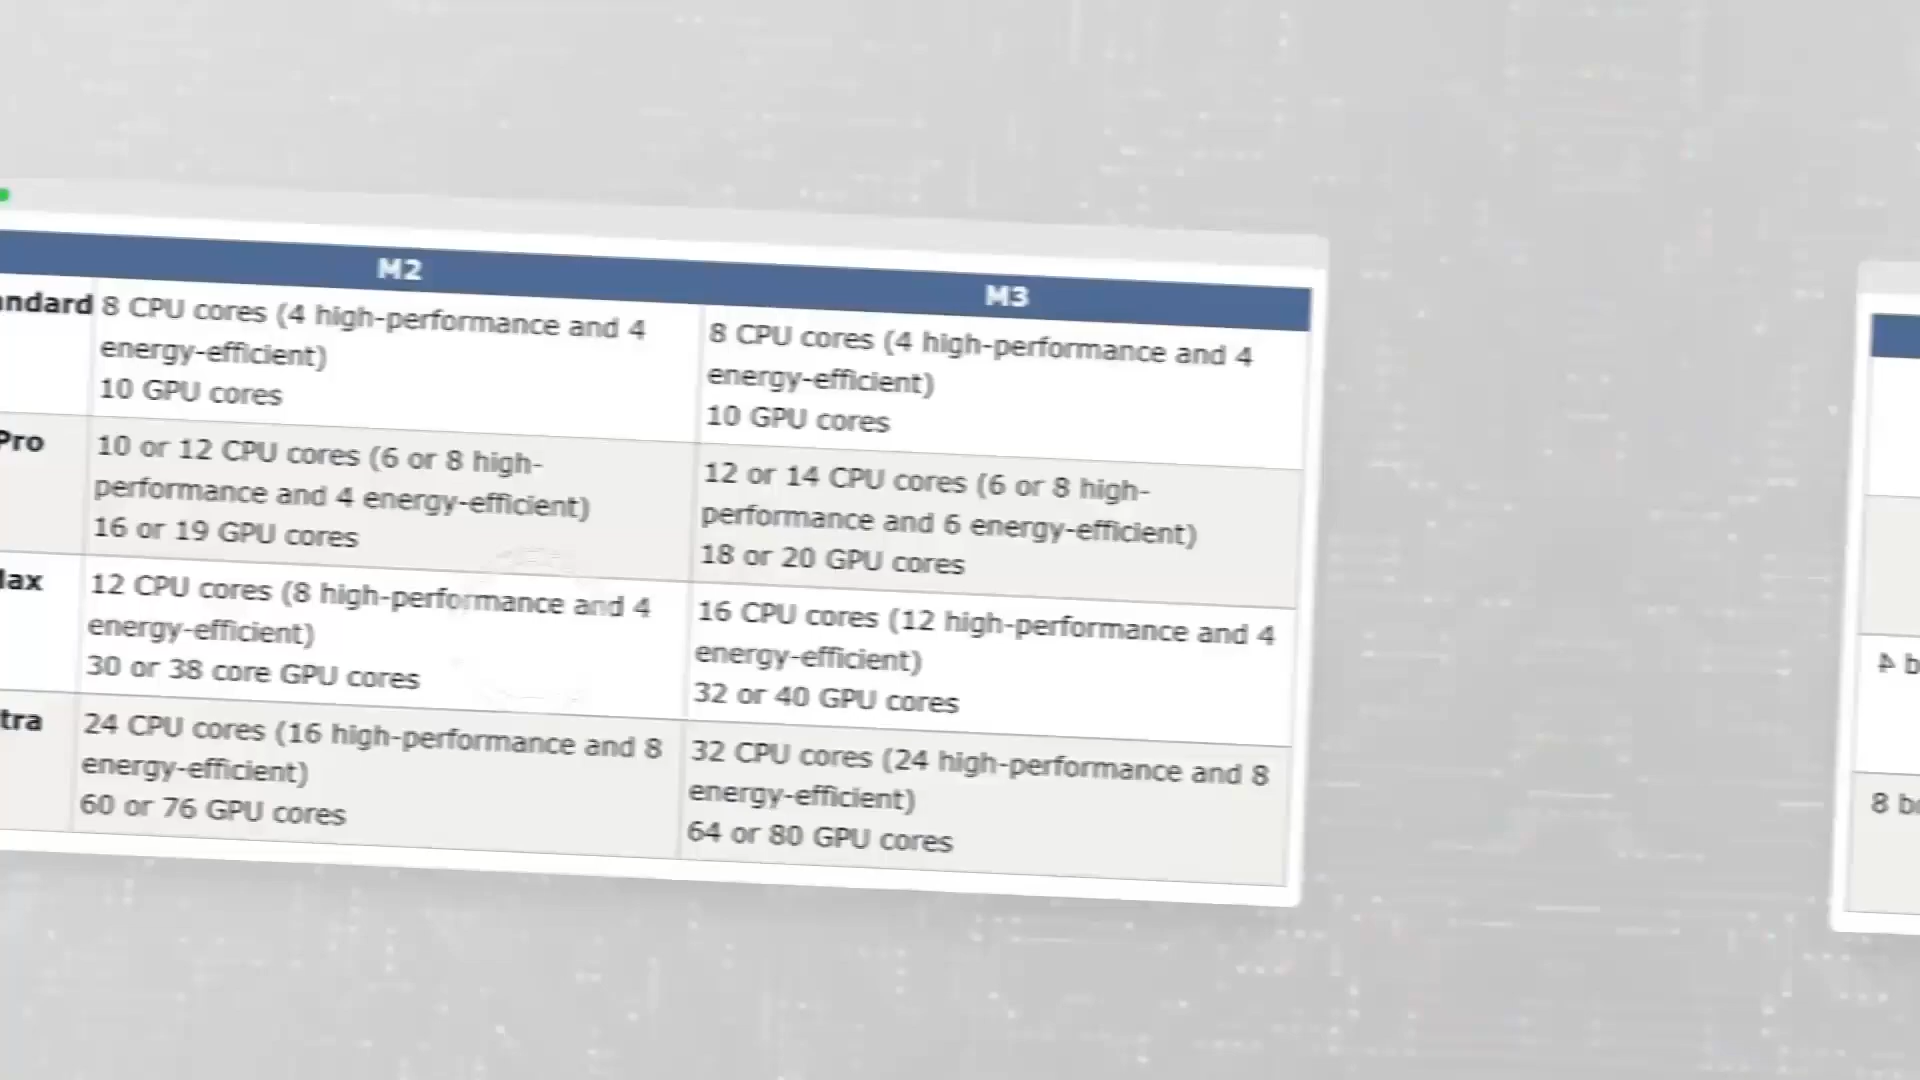 M2
M3
andard
8 CPU cores (4 high-performance and 4
energy-efficient)
10 GPU cores
8 CPU cores (4 high-performance and 4
energy-efficient)
10 GPU cores
Pro
10 or 12 CPU cores (6 or 8 high-
performance and 4 energy-efficient)
16 or 19 GPU cores
12 or 14 CPU cores (6 or 8 high-
performance and 6 energy-efficient)
18 or 20 GPU cores
ax
12 CPU cores (8 high-performance and 4
energy-efficient)
30 or 38 core GPU cores
16 CPU cores (12 high-performance and 4
energy-efficient)
32 or 40 GPU cores
tra
24 CPU cores (16 high-performance and 8
energy-efficient)
60 or 76 GPU cores
32 CPU cores (24 high-performance and 8
energy-efficient)
64 or 80 GPU cores